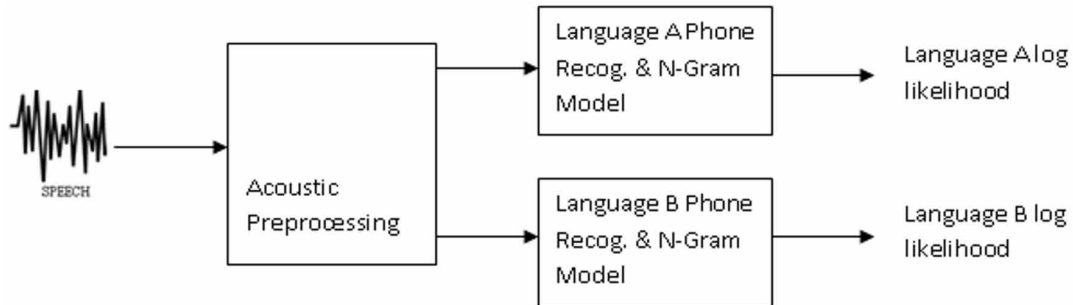 SPEECH
Acoustic
Preprocessing
Language A Phone
Recog. & N-Gram
Model
Language A log
likelihood
Language B Phone
Recog. & N-Gram
Model
Language B log
likelihood